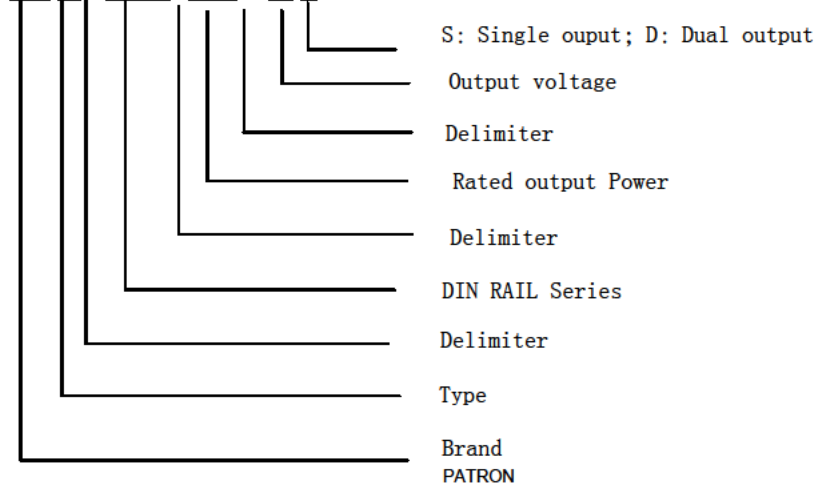 S: Single ouput; D: Dual output
Output voltage
Delimiter
Rated output Power
Delimiter
DIN RAIL Series
Delimiter
Type
Brand
PATRON